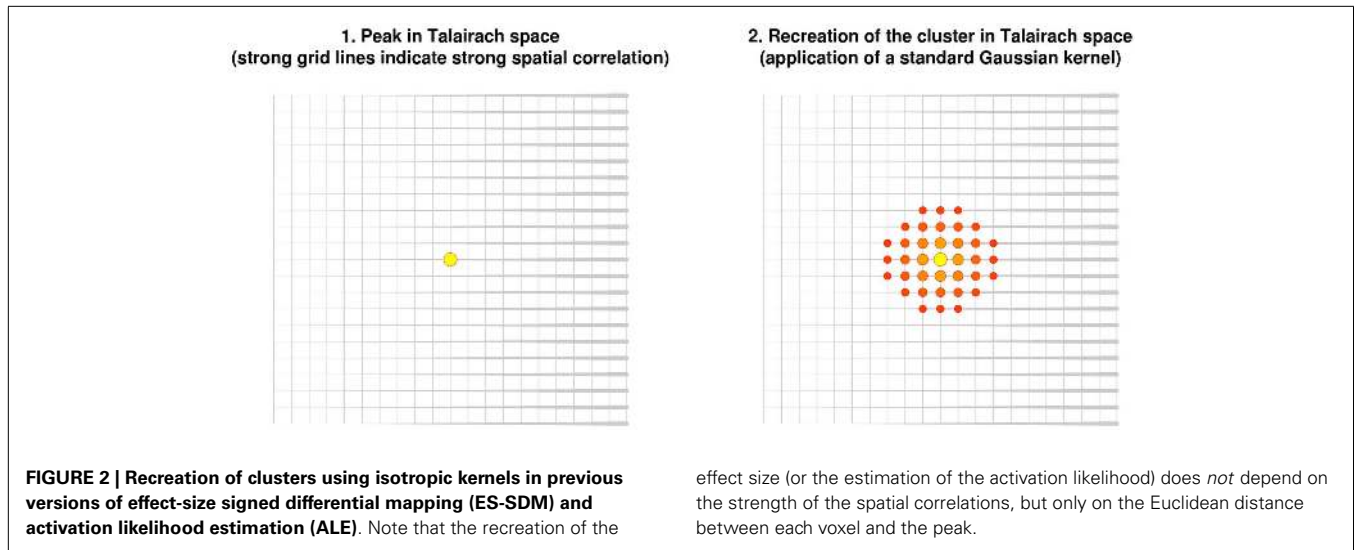 1. Peak in Talairach space
(strong grid lines indicate strong spatial correlation)
2. Recreation of the cluster in Talairach space
(application of a standard Gaussian kernel)
FIGURE 2 | Recreation of clusters using isotropic kernels in previous
versions of effect-size signed differential mapping (ES-SDM) and
activation likelihood estimation (ALE). Note that the recreation of the
effect size (or the estimation of the activation likelihood) does not depend on
the strength of the spatial correlations, but only on the Euclidean distance
between each voxel and the peak.